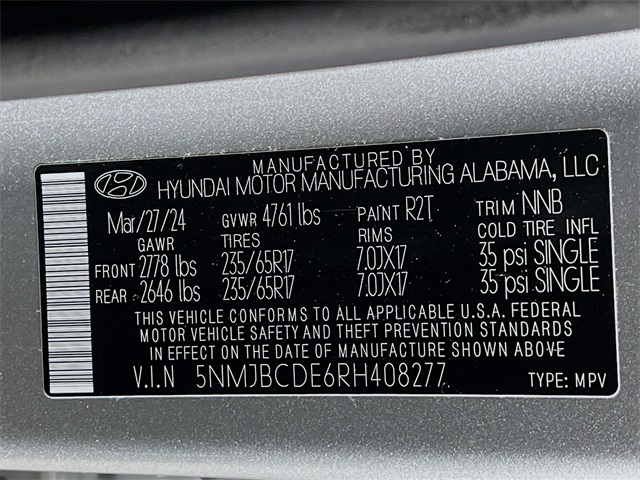 MANUFACTURED BY
HYUNDAI MOTOR MANUFACTURING ALABAMA, LLC
Mar/27/24 GVWR 4761 lbs PAINT R2T TRIM NNB
GAWR TIRES RIMS COLD TIRE INFL
FRONT 2778 lbs 235/65R17 7.0JX17 35 psi SINGLE
REAR 2646 lbs 235/65R17 7.0JX17 35 psi SINGLE
THIS VEHICLE CONFORMS TO ALL APPLICABLE U.S.A. FEDERAL
MOTOR VEHICLE SAFETY AND THEFT PREVENTION STANDARDS
IN EFFECT ON THE DATE OF MANUFACTURE SHOWN ABOVE
V.I.N 5NMJBCDE6RH408277 TYPE: MPV